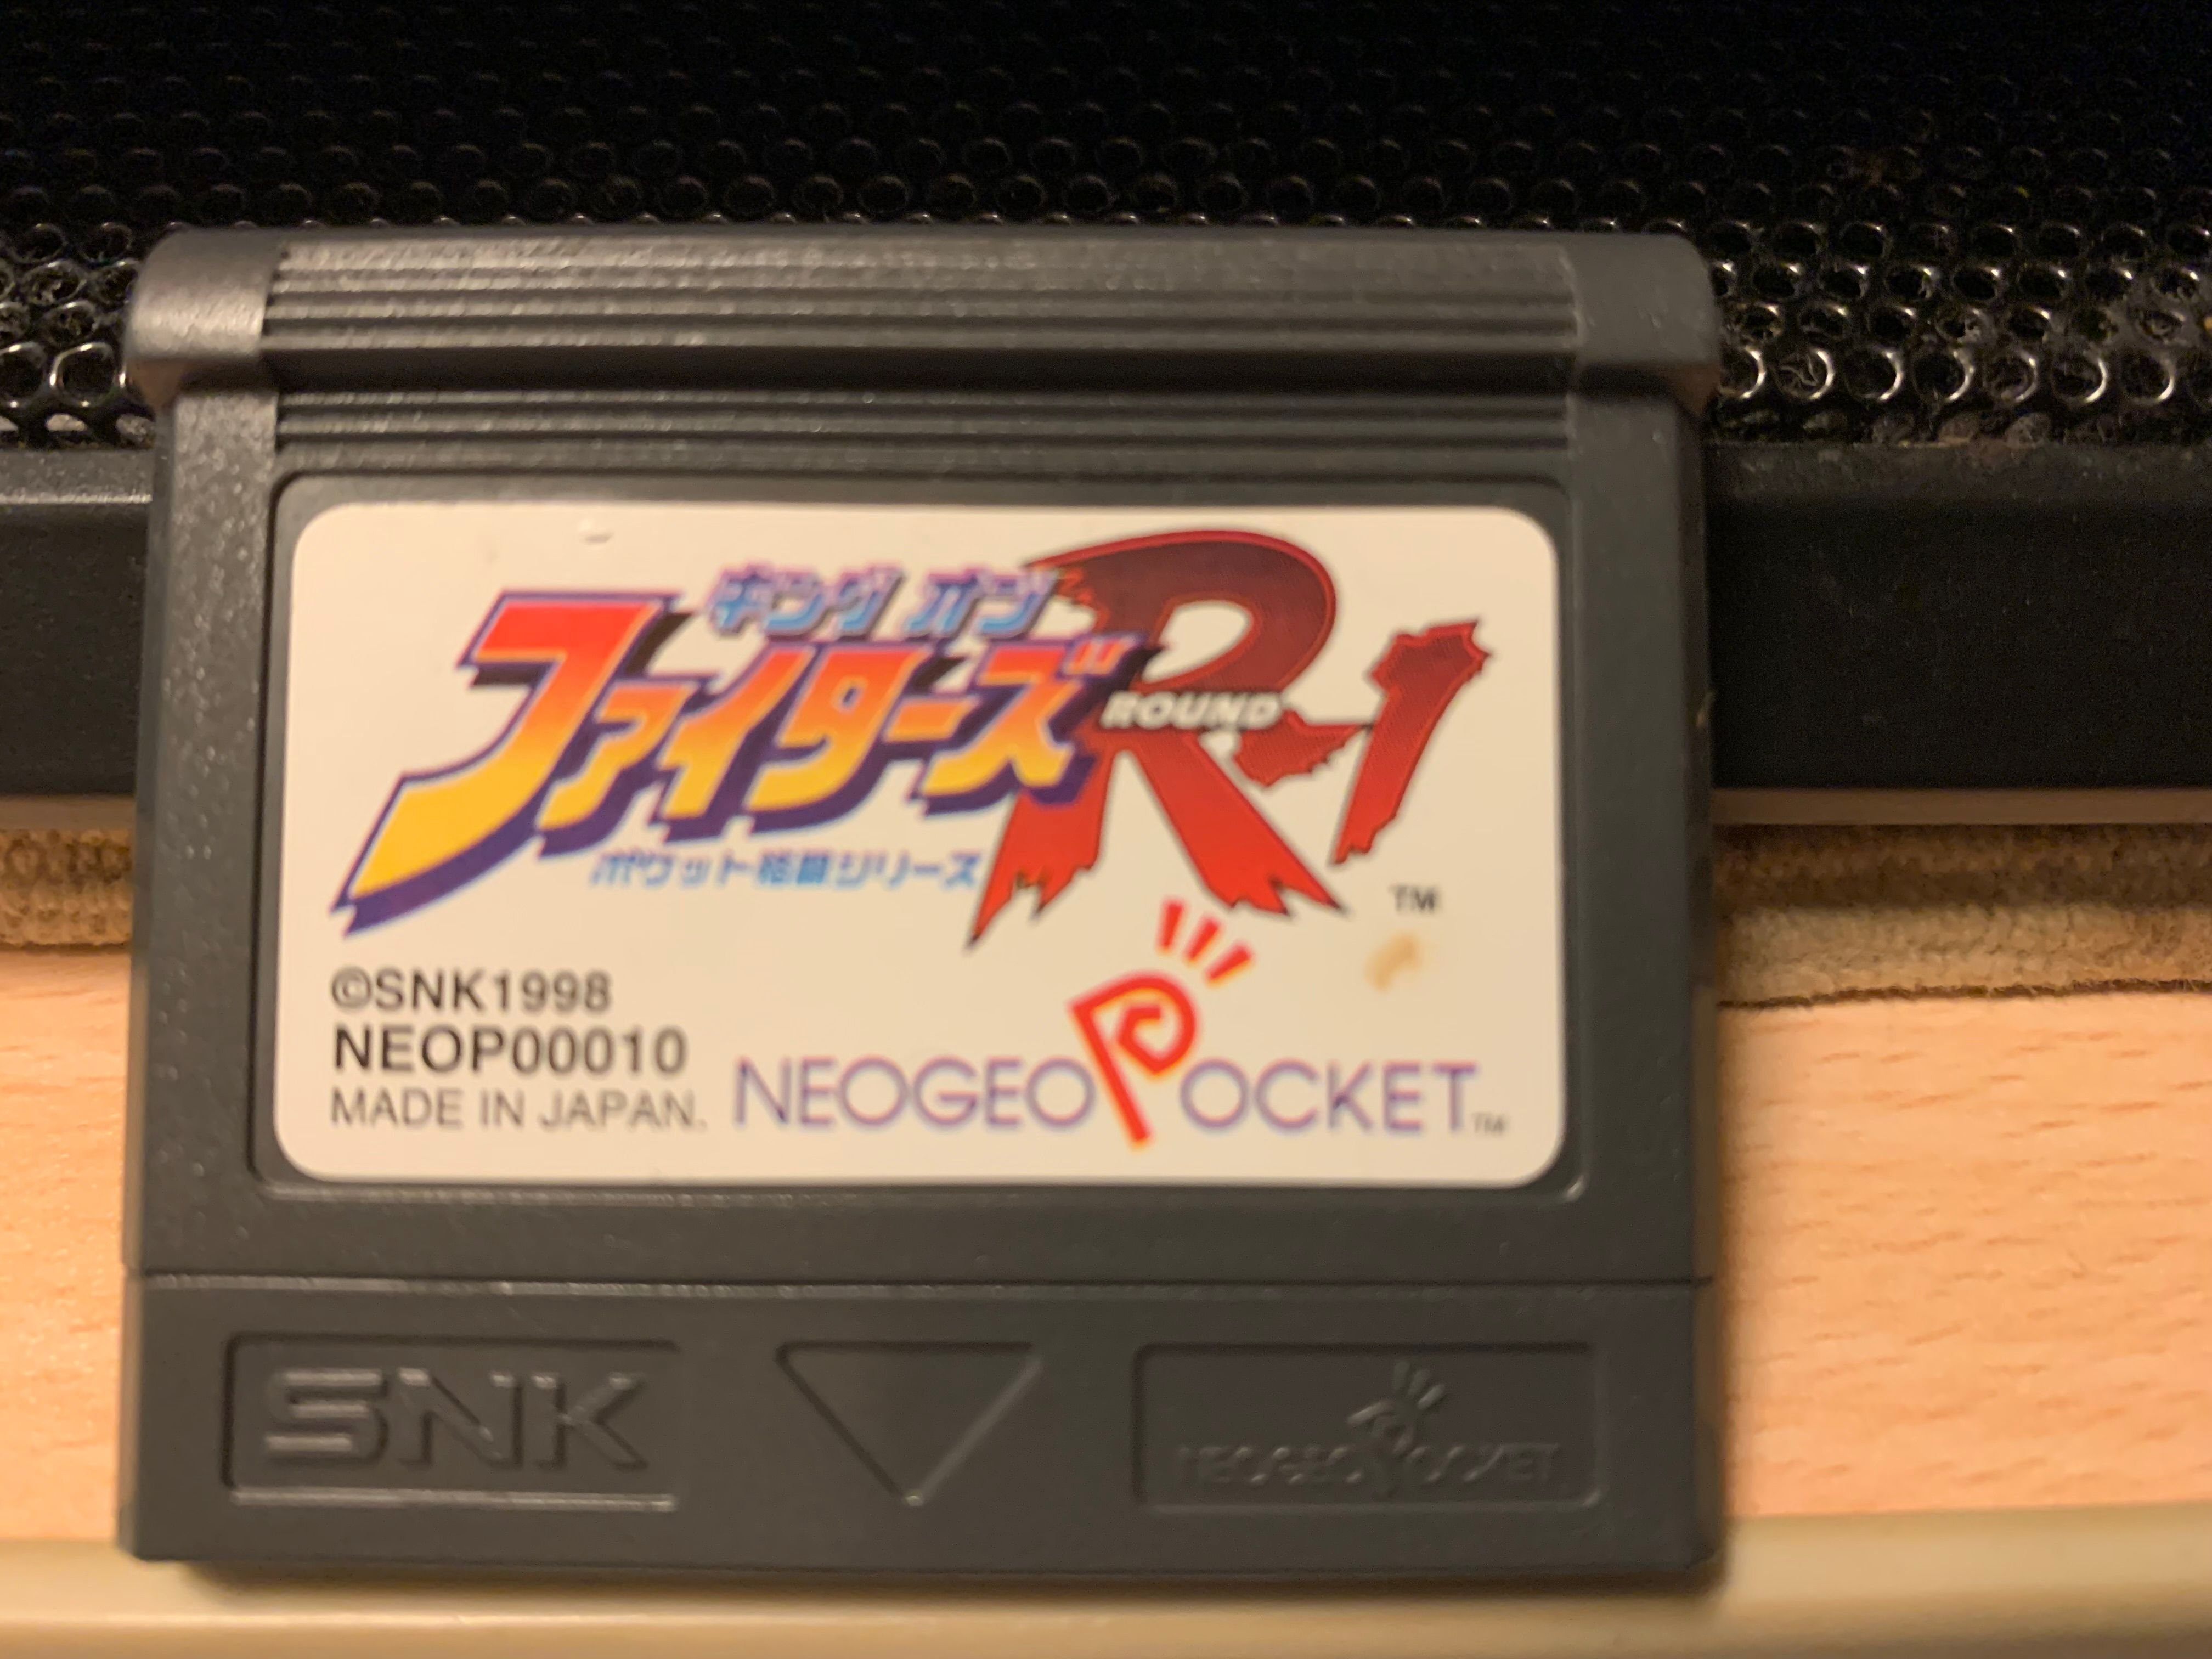 キング オブ
ファイターズ
R-1
ROUND
ポケット格闘シリーズ
TM
©SNK1998
NEOP00010
MADE IN JAPAN.
NEOGEO POCKET TM
SNK
NEOGEO POCKET